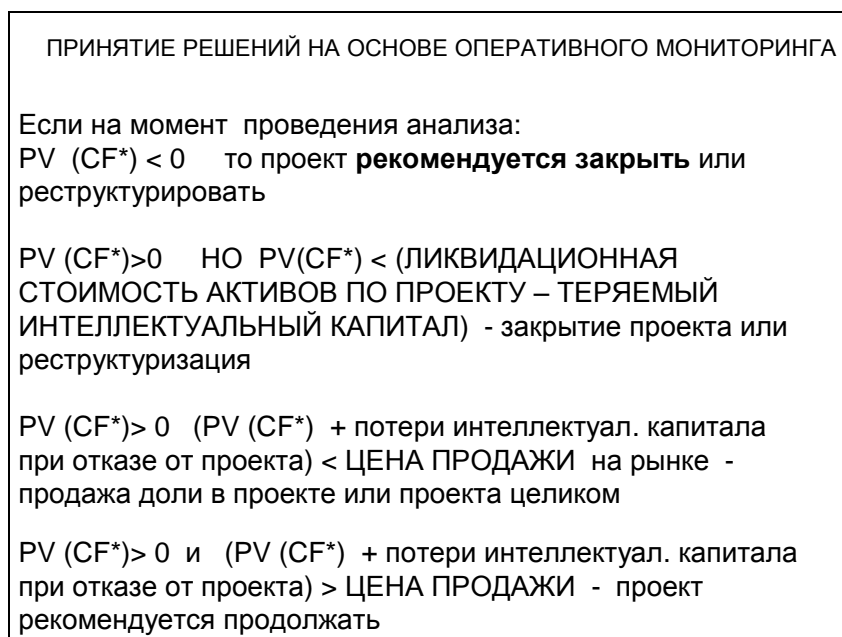 ПРИНЯТИЕ РЕШЕНИЙ НА ОСНОВЕ ОПЕРАТИВНОГО МОНИТОРИНГА
Если на момент проведения анализа:
PV (CF*) < 0 то проект рекомендуется закрыть или
реструктурировать
PV (CF*)>0 НО PV(CF*) < (ЛИКВИДАЦИОННАЯ
СТОИМОСТЬ АКТИВОВ ПО ПРОЕКТУ – ТЕРЯЕМЫЙ
ИНТЕЛЛЕКТУАЛЬНЫЙ КАПИТАЛ) - закрытие проекта или
реструктуризация
PV (CF*)> 0 (PV (CF*) + потери интеллектуал. капитала
при отказе от проекта) < ЦЕНА ПРОДАЖИ на рынке -
продажа доли в проекте или проекта целиком
PV (CF*)> 0 и (PV (CF*) + потери интеллектуал. капитала
при отказе от проекта) > ЦЕНА ПРОДАЖИ - проект
рекомендуется продолжать